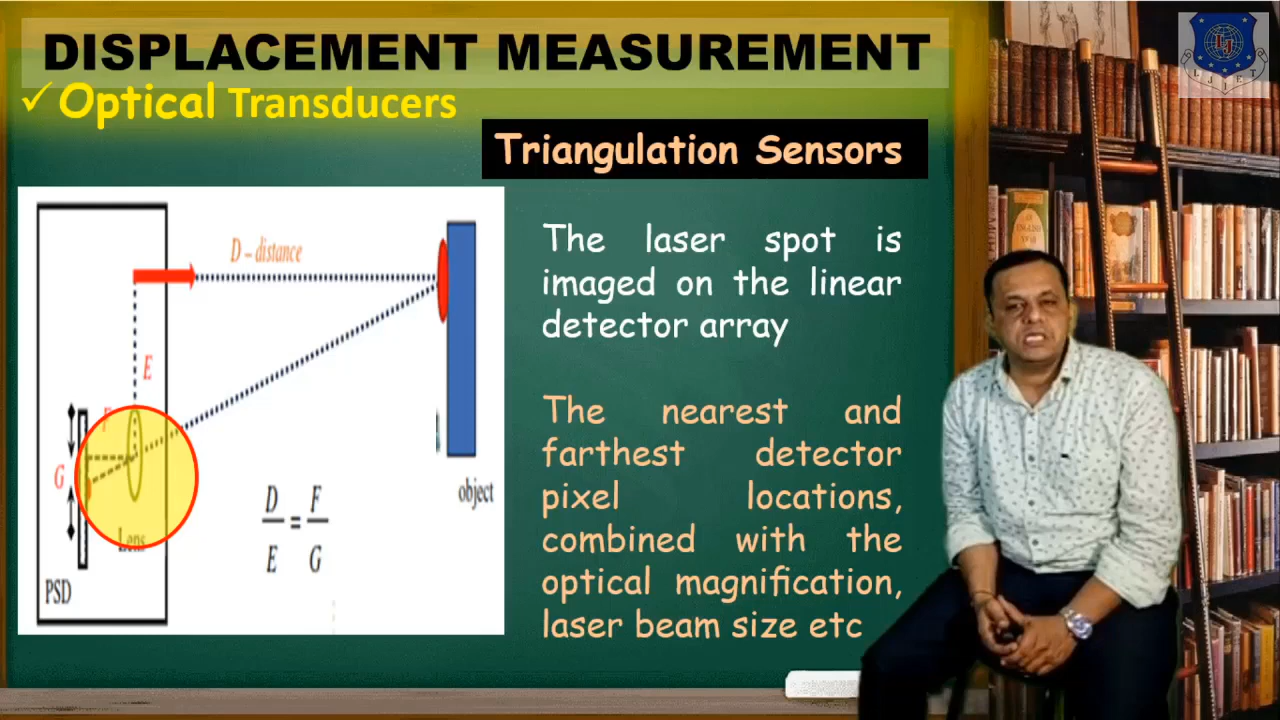 DISPLACEMENT MEASUREMENT
✓Optical Transducers
Triangulation Sensors
D - distance
E
F
G
Lens
PSD
object
D F
— = —
E G
The laser spot is
imaged on the linear
detector array
The nearest and
farthest detector
pixel locations,
combined with the
optical magnification,
laser beam size etc
LJIET